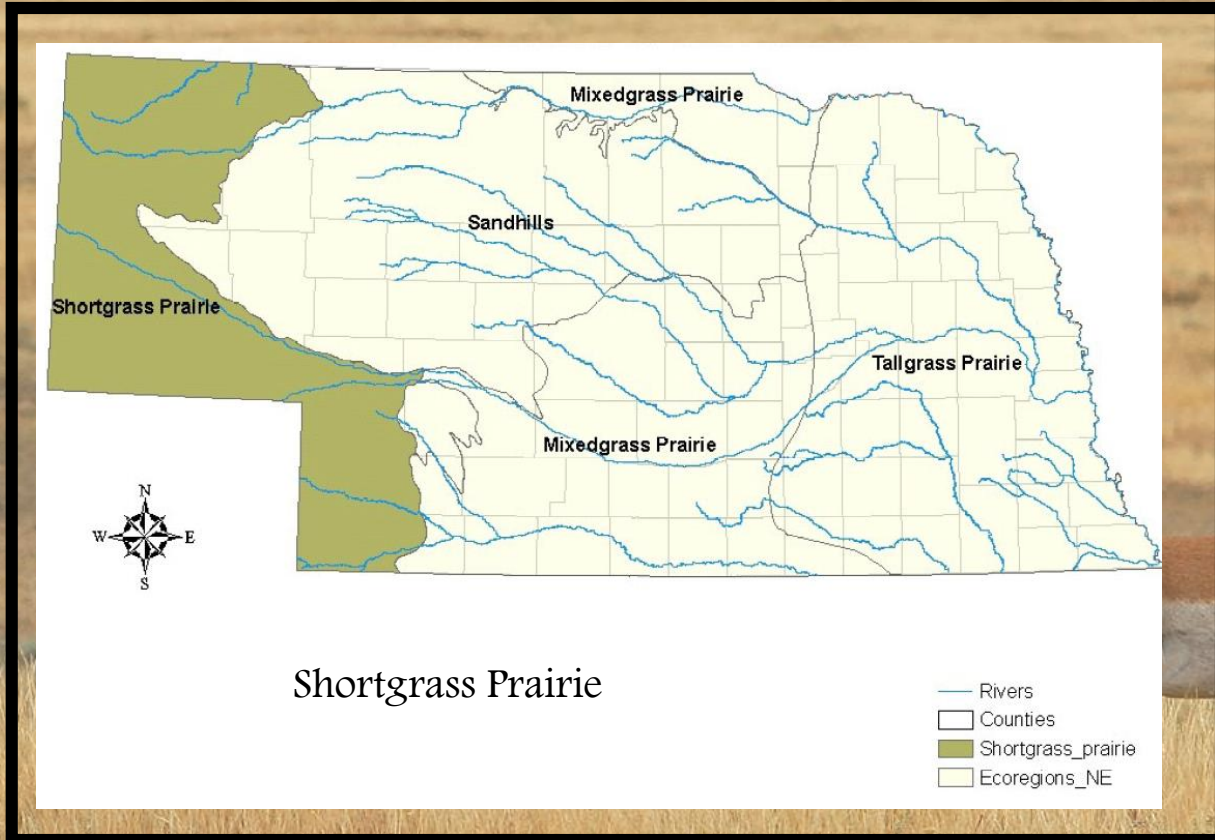 Mixedgrass Prairie
Sandhills
Shortgrass Prairie
Tallgrass Prairie
Mixedgrass Prairie
N
W E
S
Shortgrass Prairie
Rivers
Counties
Shortgrass_prairie
Ecoregions_NE